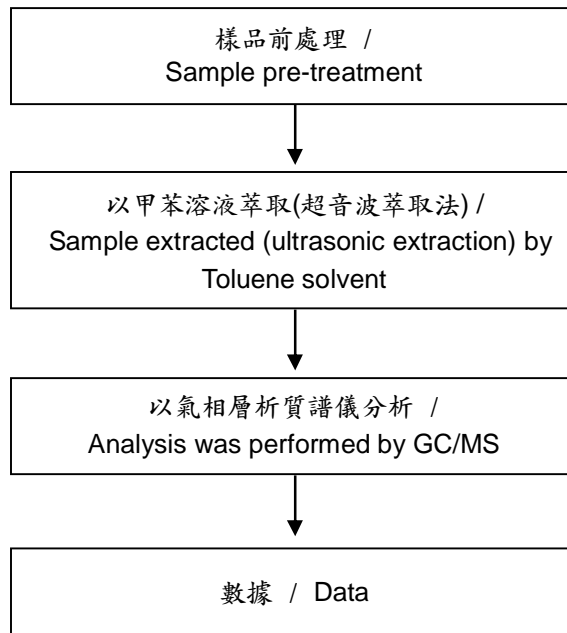 樣品前處理 /
Sample pre-treatment
以甲苯溶液萃取(超音波萃取法) /
Sample extracted (ultrasonic extraction) by
Toluene solvent
以氣相層析質譜儀分析 /
Analysis was performed by GC/MS
數據 / Data